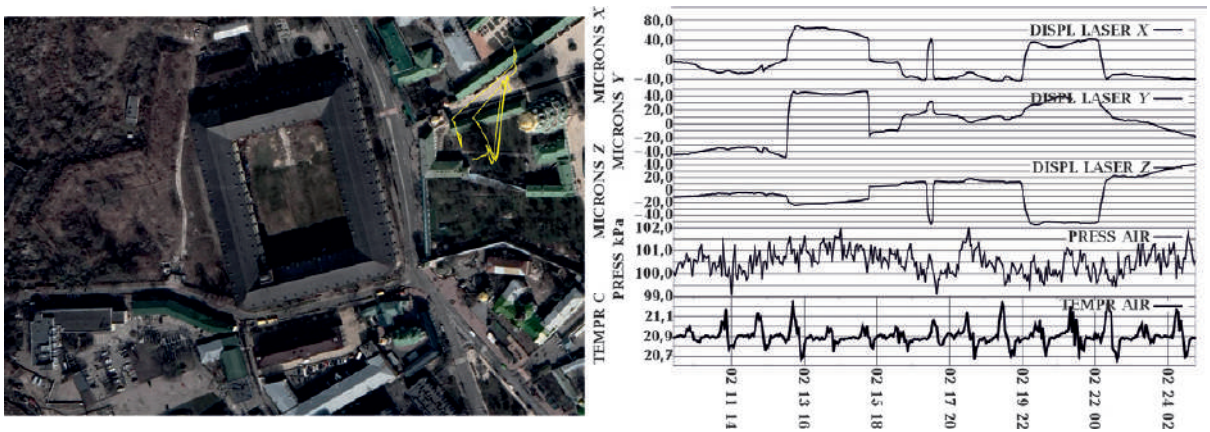 MICRONS X
MICRONS Y
MICRONS Z
PRESS kPa
TEMPR C
80,0
40,0
0
−40,0
DISPL LASER X
20,0
0
−20,0
−40,0
DISPL LASER Y
20,0
0
−40,0
−60,0
DISPL LASER Z
102,0
101,0
100,0
99,0
PRESS AIR
21,1
20,9
20,7
TEMPR AIR
02 11 14
02 13 16
02 15 18
02 17 20
02 19 22
02 22 00
02 24 02